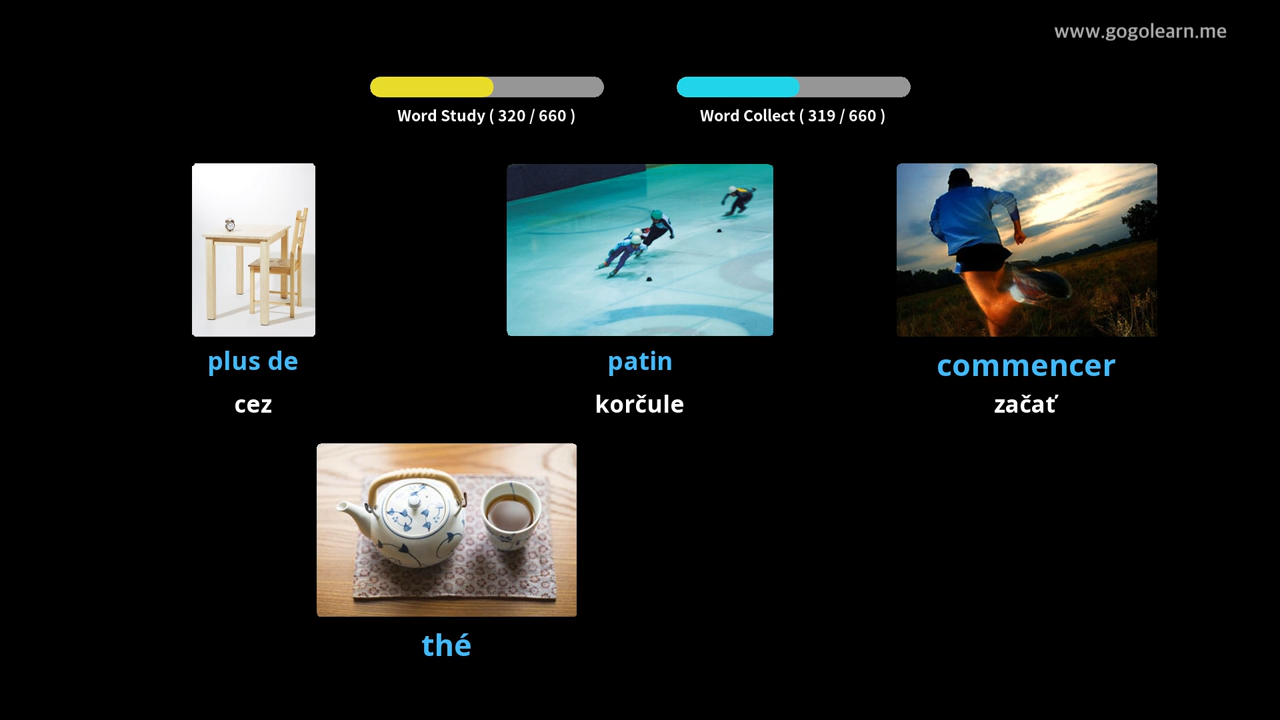 www.gogolearn.me
Word Study ( 320 / 660 )
Word Collect ( 319 / 660 )
plus de
patin
commencer
cez
korčule
začať
thé